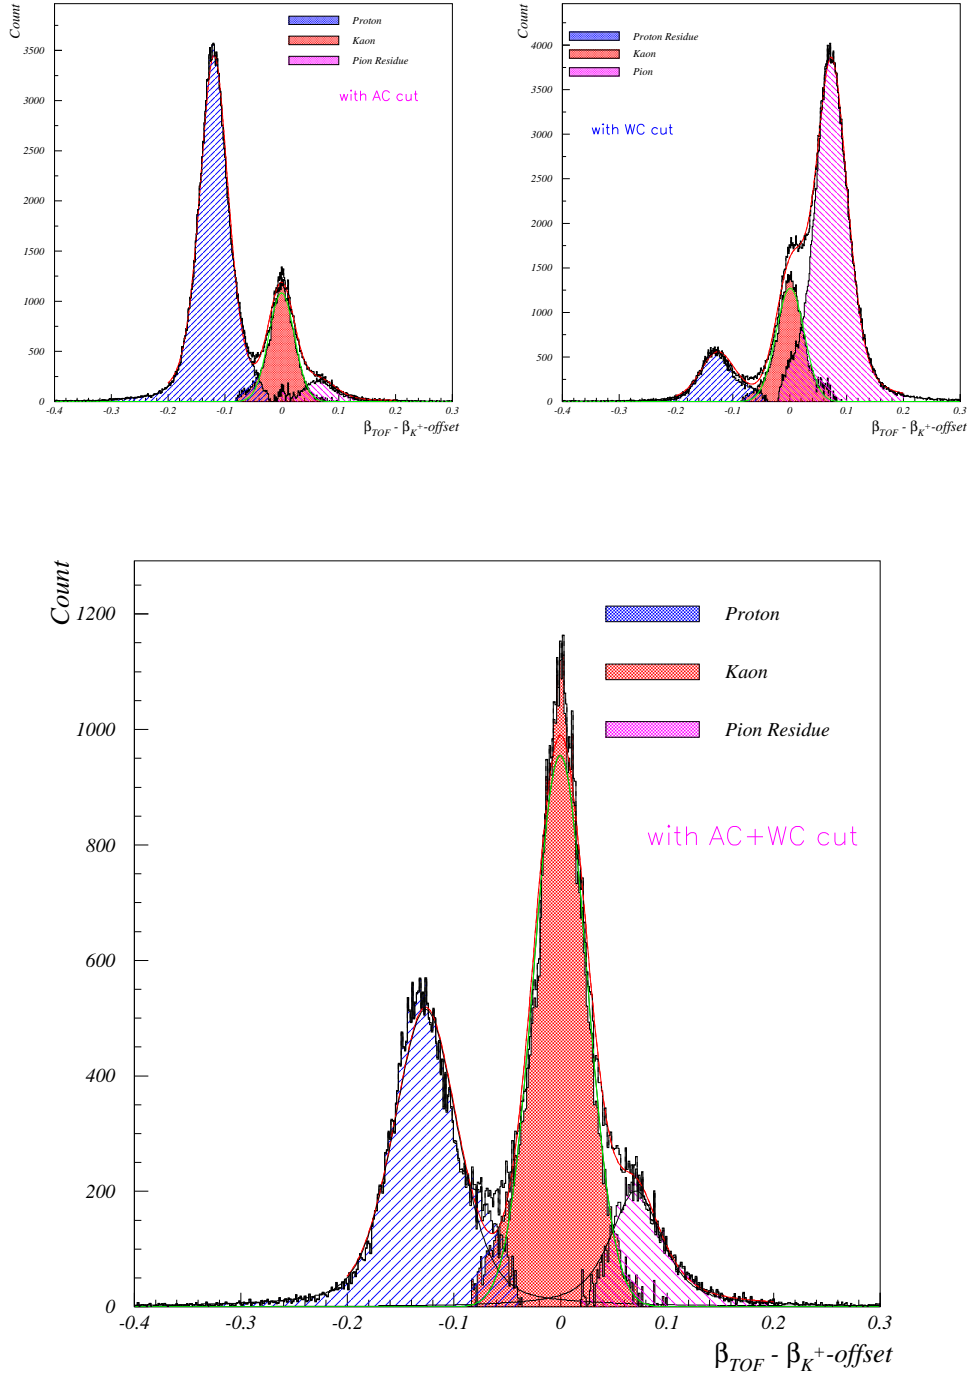 Count
3500
3000
2500
2000
1500
1000
500
0
-0.4
-0.3
-0.2
-0.1
0
0.1
0.2
0.3
Proton
Kaon
Pion Residue
with AC cut
β_TOF - β_K^+-offset
Count
4000
3500
3000
2500
2000
1500
1000
500
0
-0.4
-0.3
-0.2
-0.1
0
0.1
0.2
0.3
Proton Residue
Kaon
Pion
with WC cut
β_TOF - β_K^+-offset
Count
1200
1000
800
600
400
200
0
-0.4
-0.3
-0.2
-0.1
0
0.1
0.2
0.3
Proton
Kaon
Pion Residue
with AC+WC cut
β_TOF - β_K^+-offset